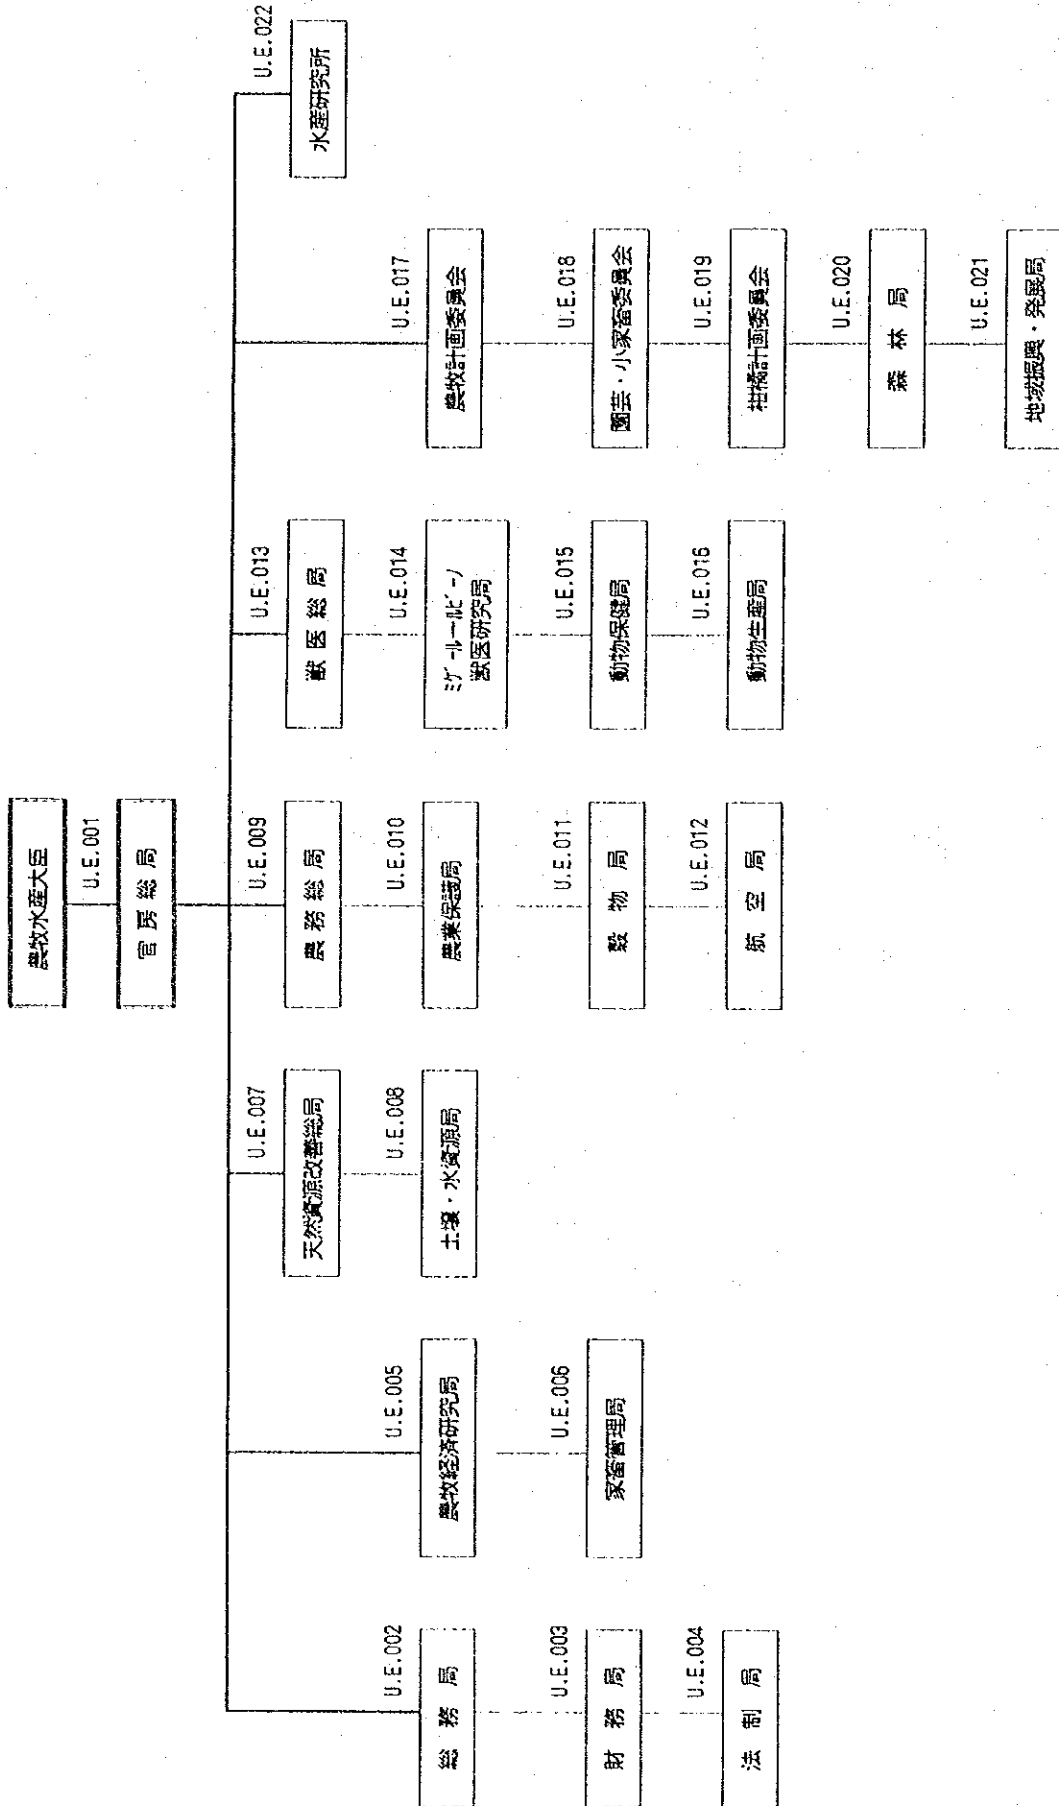 農牧水産大臣
U.E.001
官房総局
U.E.002
総務局
U.E.003
財務局
U.E.004
法制局
U.E.005
農牧経済研究局
U.E.006
家畜管理局
U.E.007
天然資源改善総局
U.E.008
土壌・水資源局
U.E.009
農務総局
U.E.010
農業保護局
U.E.011
穀物局
U.E.012
航空局
U.E.013
獣医総局
U.E.014
ミゲールールビーノ
獣医研究局
U.E.015
動物保健局
U.E.016
動物生産局
U.E.017
農牧計画委員会
U.E.018
園芸・小家畜委員会
U.E.019
柑橘計画委員会
U.E.020
森林局
U.E.021
地域振興・発展局
U.E.022
水産研究所